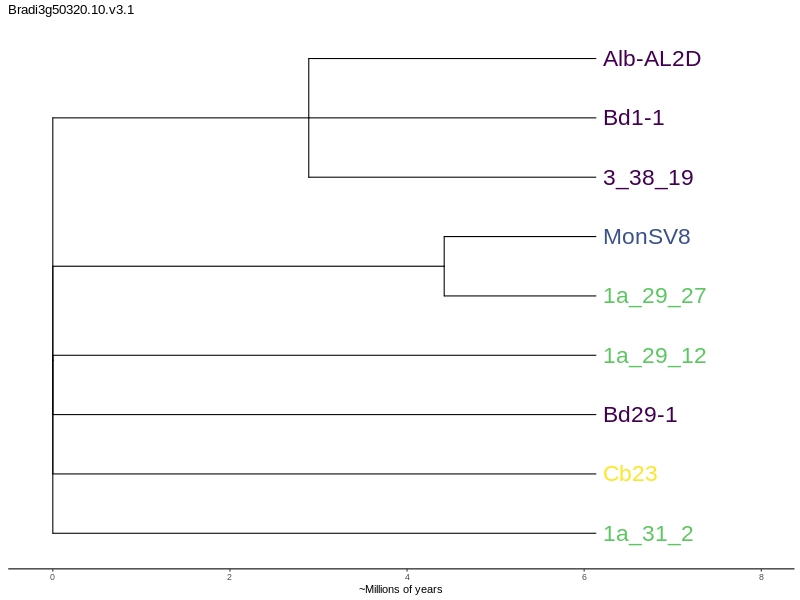 Bradi3g50320.10.v3.1
Alb-AL2D
Bd1-1
3_38_19
MonSV8
1a_29_27
1a_29_12
Bd29-1
Cb23
1a_31_2
0 2 4 6 8
~Millions of years